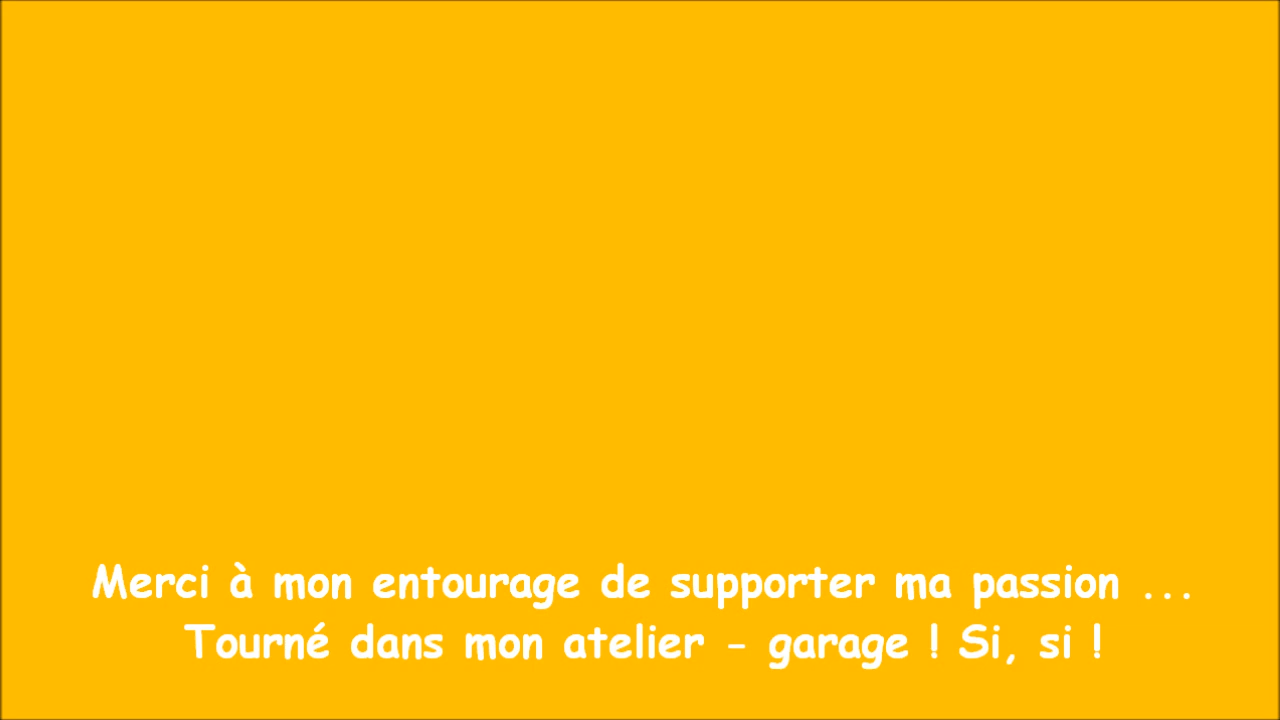 Merci à mon entourage de supporter ma passion ...
Tourné dans mon atelier - garage ! Si, si !